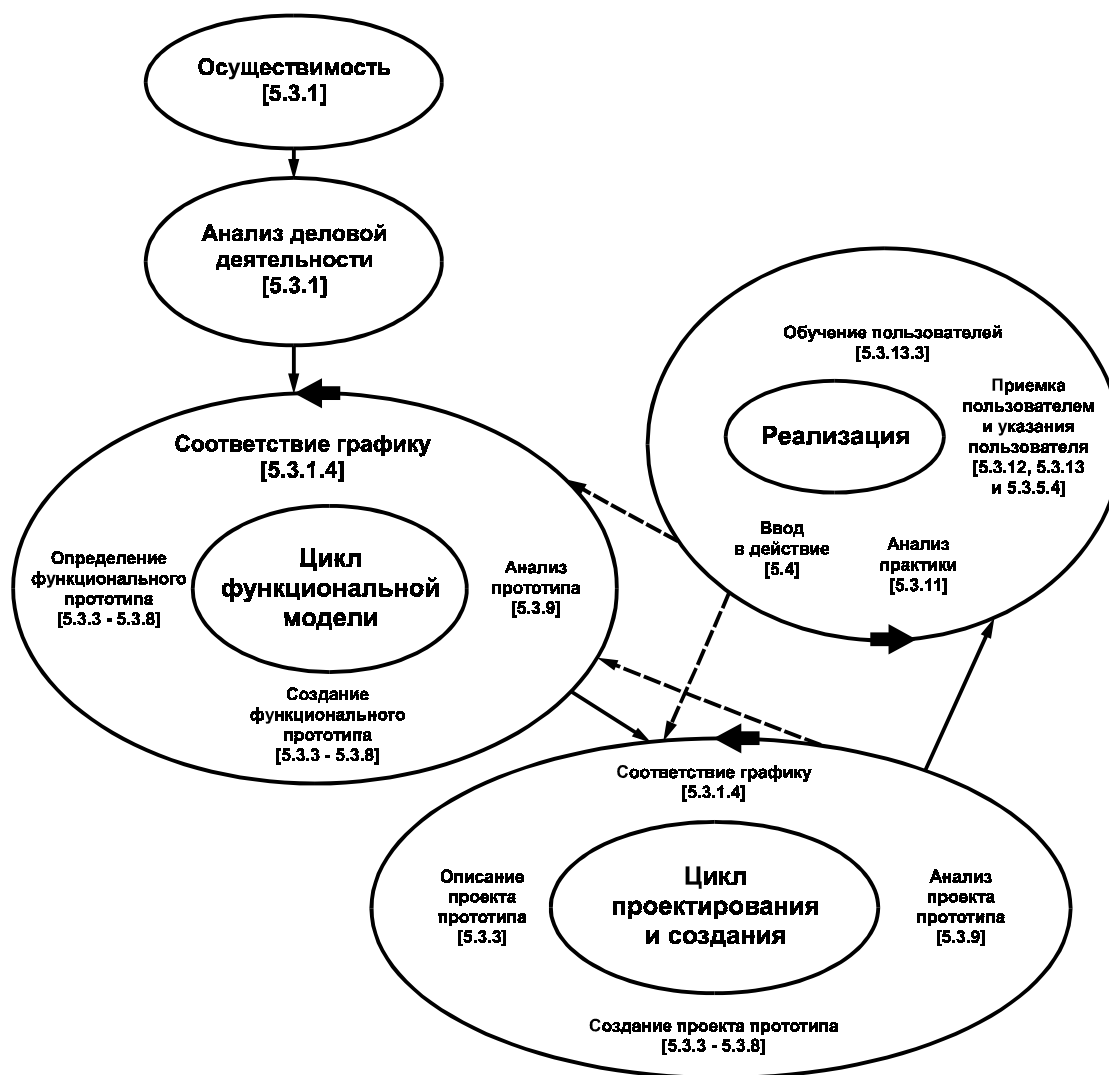 Осуществимость
[5.3.1]
Анализ деловой
деятельности
[5.3.1]
Соответствие графику
[5.3.1.4]
Определение
функционального
прототипа
[5.3.3 - 5.3.8]
Цикл
функциональной
модели
Анализ
прототипа
[5.3.9]
Создание
функционального
прототипа
[5.3.3 - 5.3.8]
Обучение пользователей
[5.3.13.3]
Реализация
Приемка
пользователем
и указания
пользователя
[5.3.12, 5.3.13
и 5.3.5.4]
Ввод
в действие
[5.4]
Анализ
практики
[5.3.11]
Соответствие графику
[5.3.1.4]
Описание
проекта
прототипа
[5.3.3]
Цикл
проектирования
и создания
Анализ
проекта
прототипа
[5.3.9]
Создание проекта прототипа
[5.3.3 - 5.3.8]